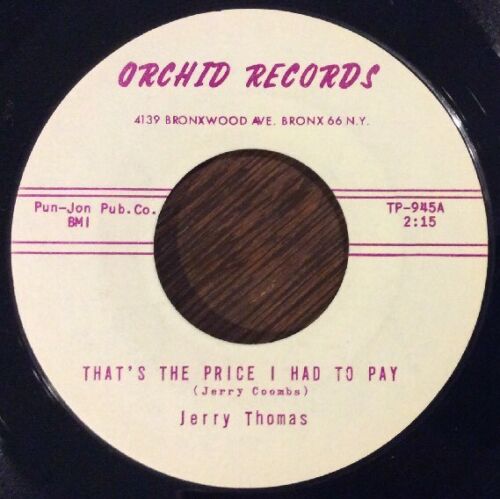 ORCHID RECORDS
4139 BRONXWOOD AVE. BRONX 66 N.Y.
Pun-Jon Pub.Co.
BMI
TP-945A
2:15
THAT'S THE PRICE I HAD TO PAY
(Jerry Coombs)
Jerry Thomas